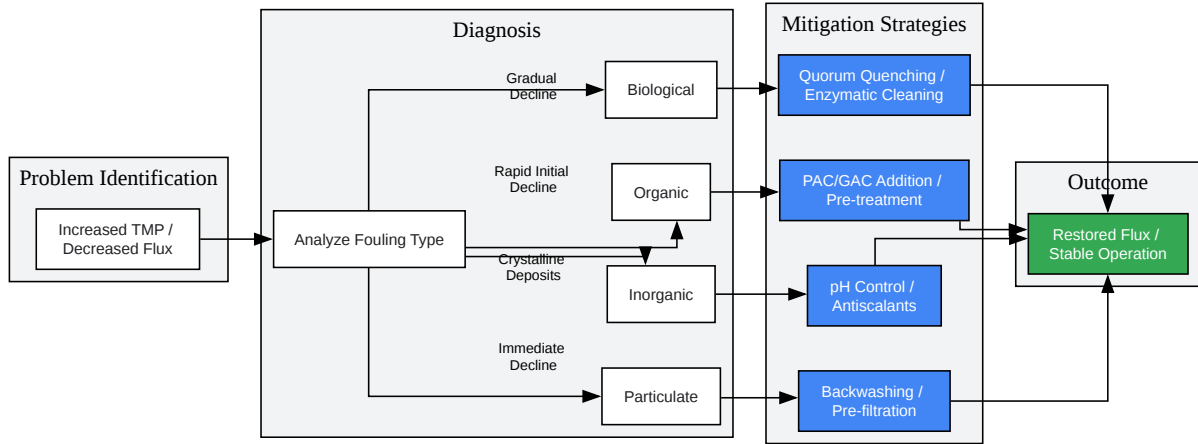 Problem Identification
Increased TMP /
Decreased Flux
Diagnosis
Analyze Fouling Type
Gradual
Decline
Biological
Rapid Initial
Decline
Organic
Crystalline
Deposits
Inorganic
Immediate
Decline
Particulate
Mitigation Strategies
Quorum Quenching /
Enzymatic Cleaning
PAC/GAC Addition /
Pre-treatment
pH Control /
Antiscalants
Backwashing /
Pre-filtration
Outcome
Restored Flux /
Stable Operation